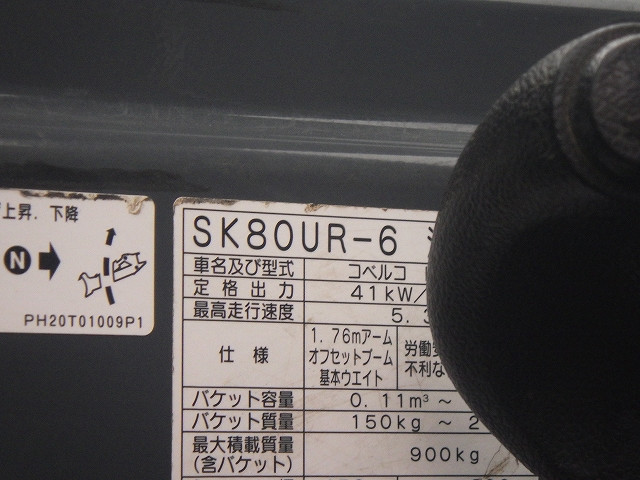 上昇. 下降
N
PH20T01009P1
SK80UR-6
車名及び型式 コベルコ
定格出力 41kW/
最高走行速度 5.
仕様 1.76mアーム オフセットブーム 基本ウエイト 不利な
バケット容量 0.11m³～
バケット質量 150kg ～ 2
最大積載質量 (含バケット) 900kg